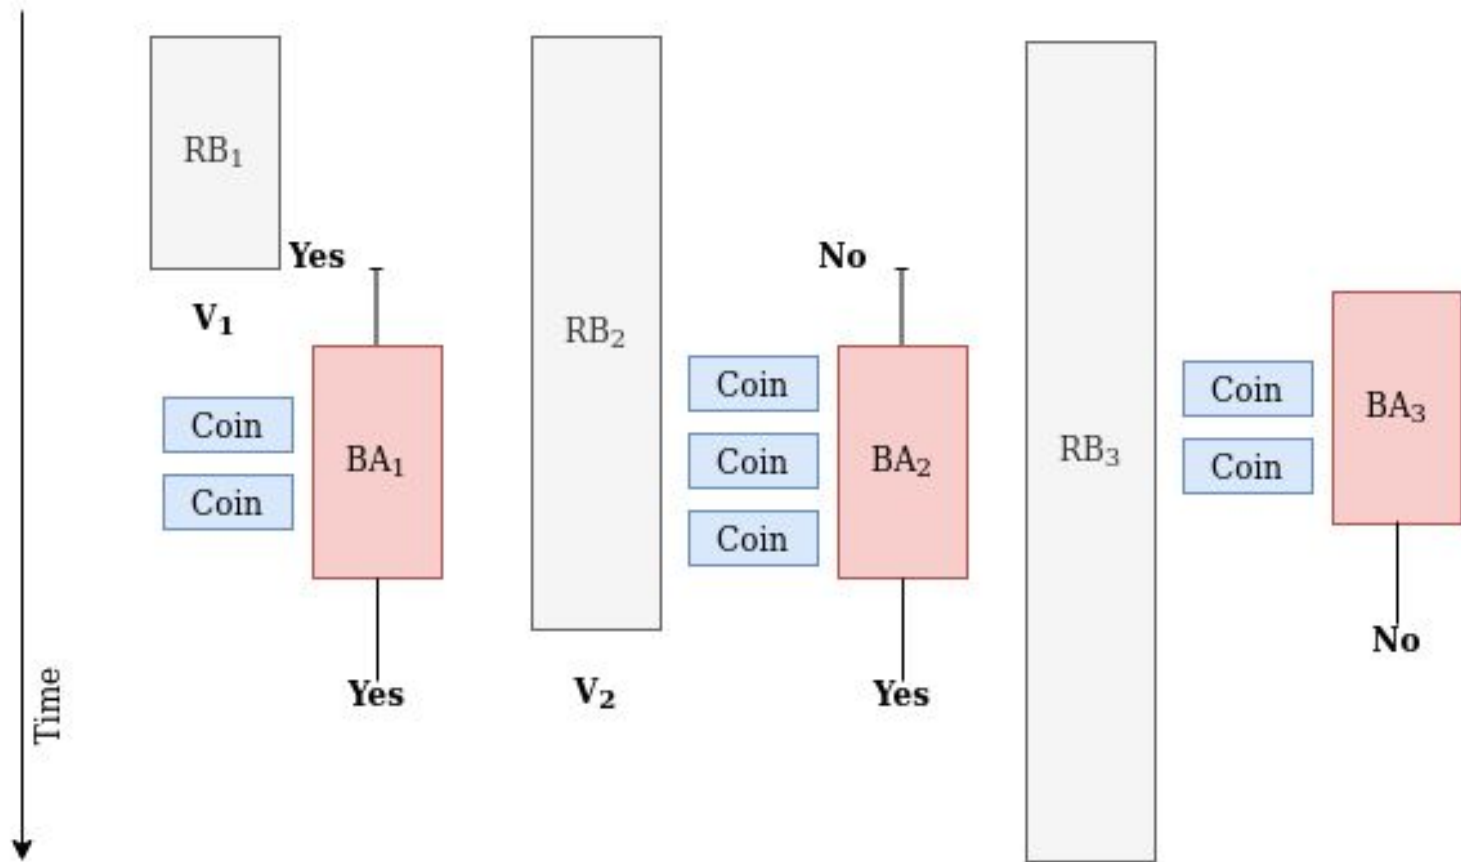 RB₁
Yes
V₁
Coin
Coin
BA₁
Yes
RB₂
V₂
No
Coin
Coin
Coin
BA₂
Yes
RB₃
Coin
Coin
BA₃
No
Time